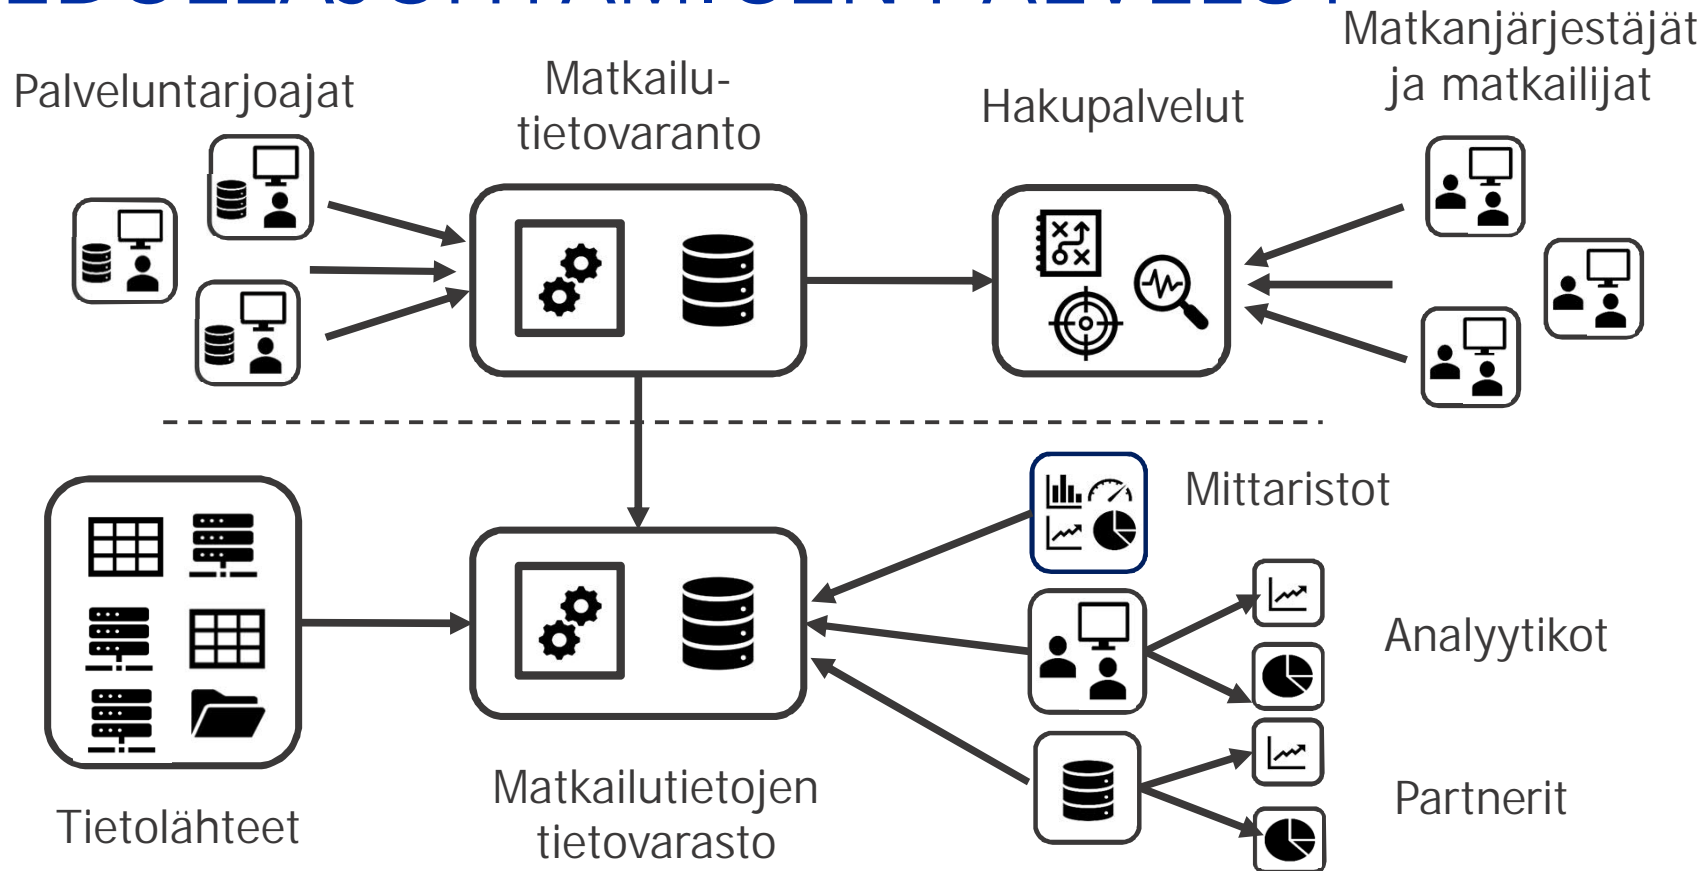 Palveluntarjoajat
Matkailu-
tietovaranto
Hakupalvelut
Matkanjärjestäjät
ja matkailijat
Mittaristot
Analyytikot
Partnerit
Tietolähteet
Matkailutietojen
tietovarasto